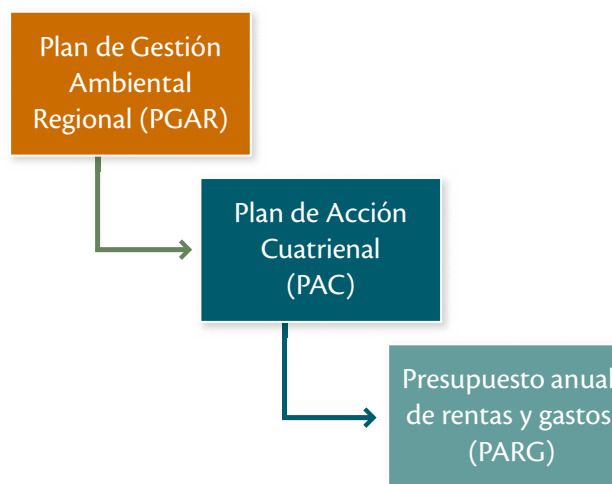 Plan de Gestión
Ambiental
Regional (PGAR)
Plan de Acción
Cuatrienal
(PAC)
Presupuesto anual
de rentas y gastos
(PARG)